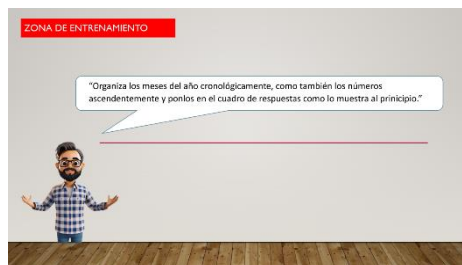 ZONA DE ENTRENAMIENTO
"Organiza los meses del año cronológicamente, como también los números
ascendentemente y ponlos en el cuadro de respuestas como lo muestra al prinicipio."